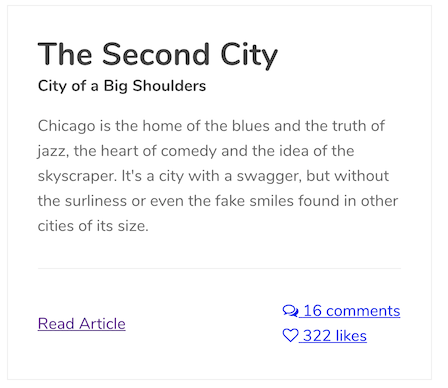 The Second City
City of a Big Shoulders
Chicago is the home of the blues and the truth of
jazz, the heart of comedy and the idea of the
skyscraper. It's a city with a swagger, but without
the surliness or even the fake smiles found in other
cities of its size.
Read Article
16 comments
322 likes